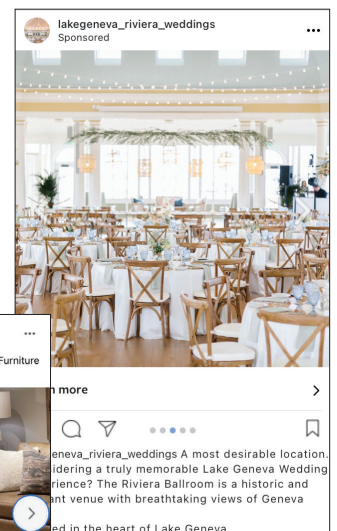 lakegeneva_riviera_weddings
Sponsored
Furniture
more
eneva_riviera_weddings A most desirable location.
idering a truly memorable Lake Geneva Wedding
rience? The Riviera Ballroom is a historic and
ant venue with breathtaking views of Geneva
ed in the heart of Lake Geneva